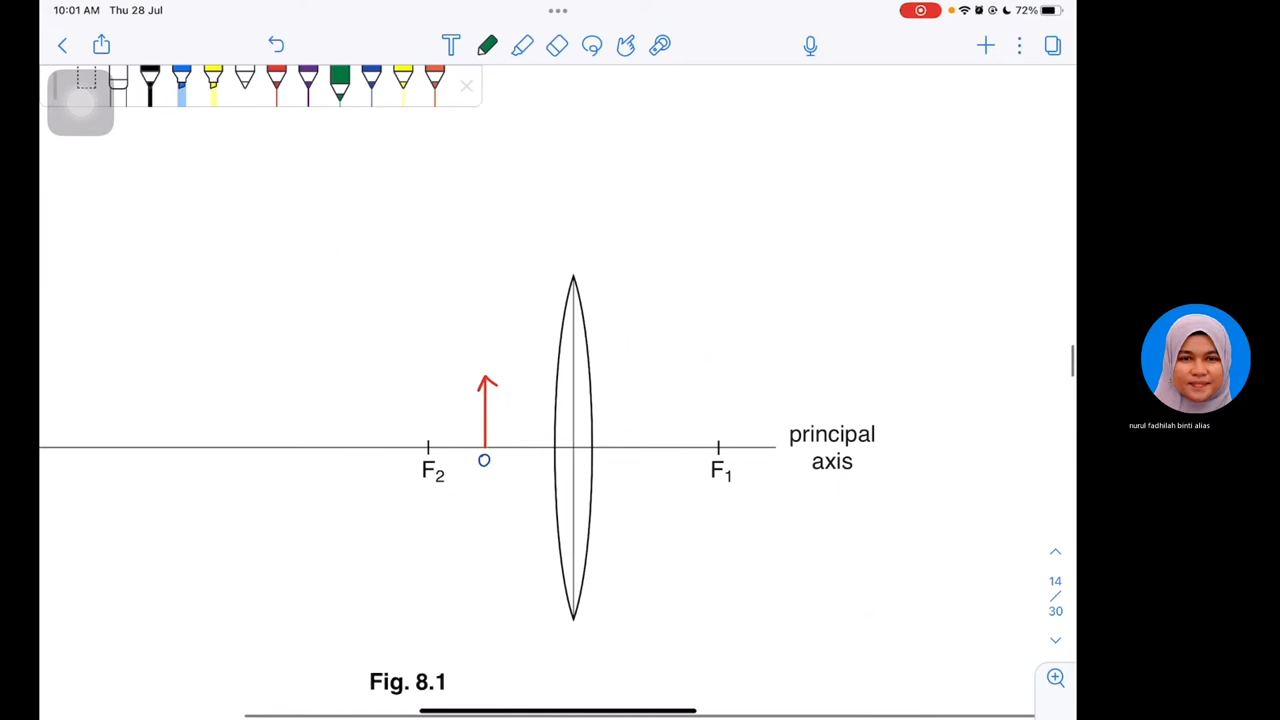 10:01 AM Thu 28 Jul
72%
T
principal
axis
F2
O
F1
nurul fadhilah binti alias
14
/
30
Fig. 8.1